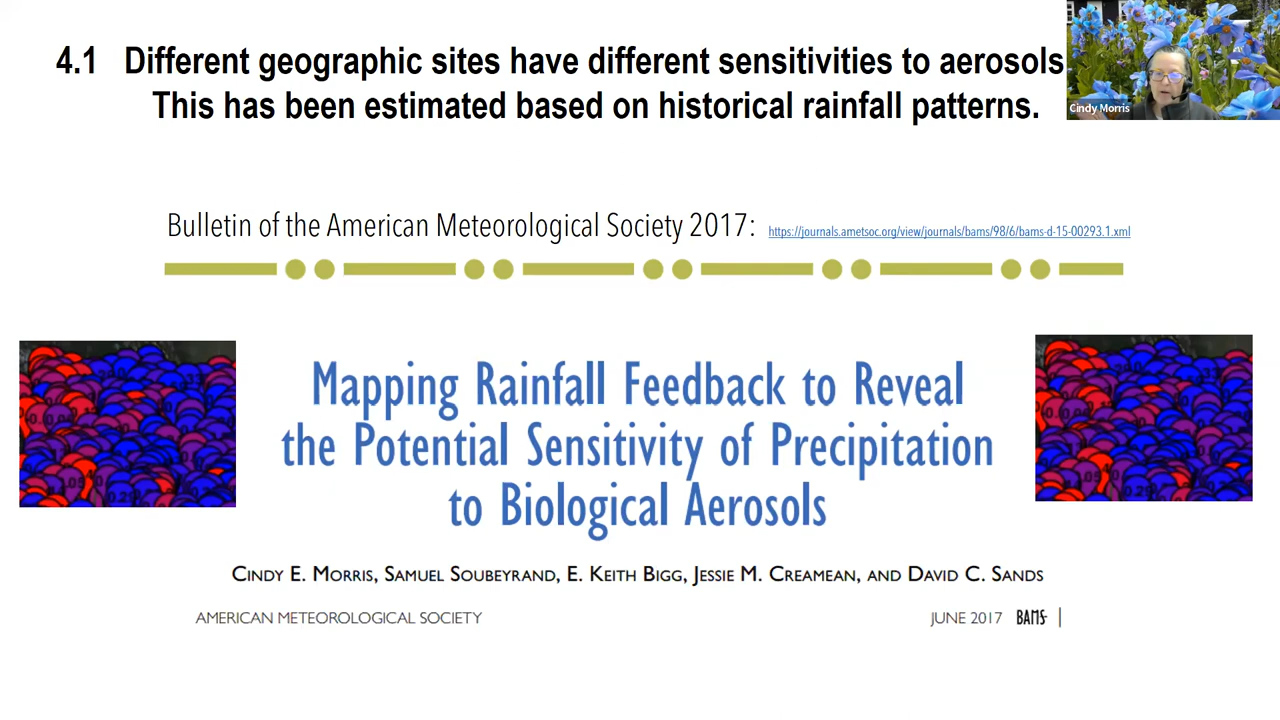 4.1 Different geographic sites have different sensitivities to aerosols
This has been estimated based on historical rainfall patterns.
Cindy Morris
Bulletin of the American Meteorological Society 2017: https://journals.ametsoc.org/view/journals/bams/98/6/bams-d-15-00293.1.xml
Mapping Rainfall Feedback to Reveal
the Potential Sensitivity of Precipitation
to Biological Aerosols
Cindy E. Morris, Samuel Soubeyrand, E. Keith Bigg, Jessie M. Creamean, and David C. Sands
AMERICAN METEOROLOGICAL SOCIETY
JUNE 2017 BAMS |